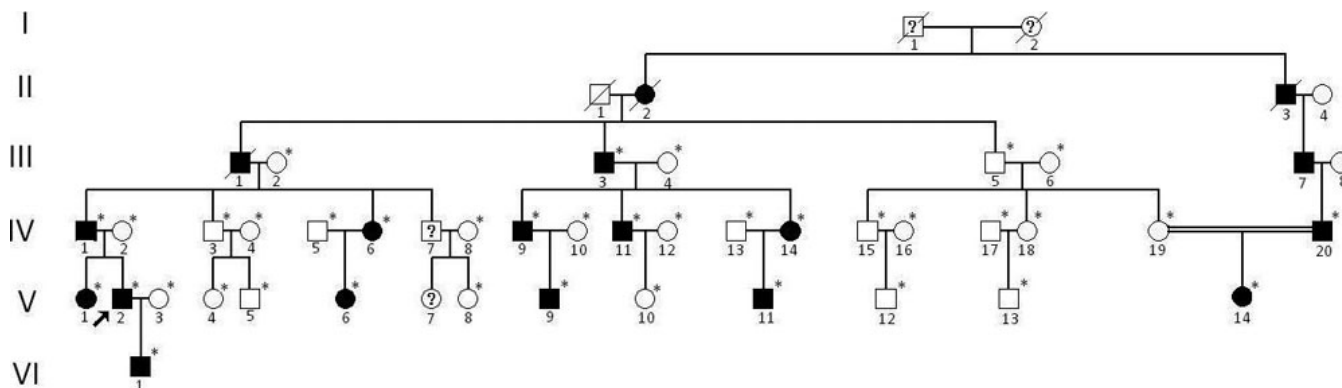 I
? ?
1 2
II
1 2 3 4
III
* * * * *
1 2 3 4 5 6 7
IV
* * * * * * ? * * * * * * * * * * * * *
1 2 3 4 5 6 7 8 9 10 11 12 13 14 15 16 17 18 19 20
V
* * * * * * ? * * * * * * *
1 2 3 4 5 6 7 8 9 10 11 12 13 14
VI
*
1